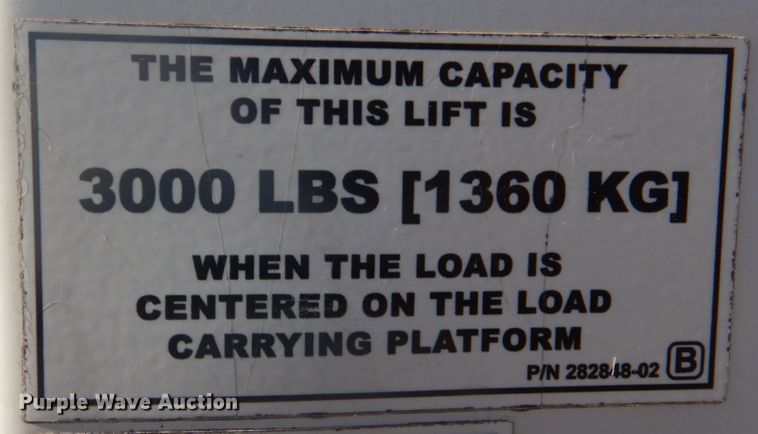 THE MAXIMUM CAPACITY
OF THIS LIFT IS
3000 LBS [1360 KG]
WHEN THE LOAD IS
CENTERED ON THE LOAD
CARRYING PLATFORM
P/N 282848-02 B
Purple Wave Auction